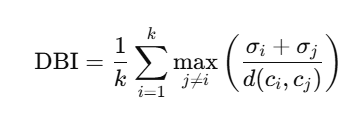 DBI = \frac{1}{k} \sum_{i=1}^{k} \max_{j \neq i} \left( \frac{\sigma_i + \sigma_j}{d(c_i, c_j)} \right)